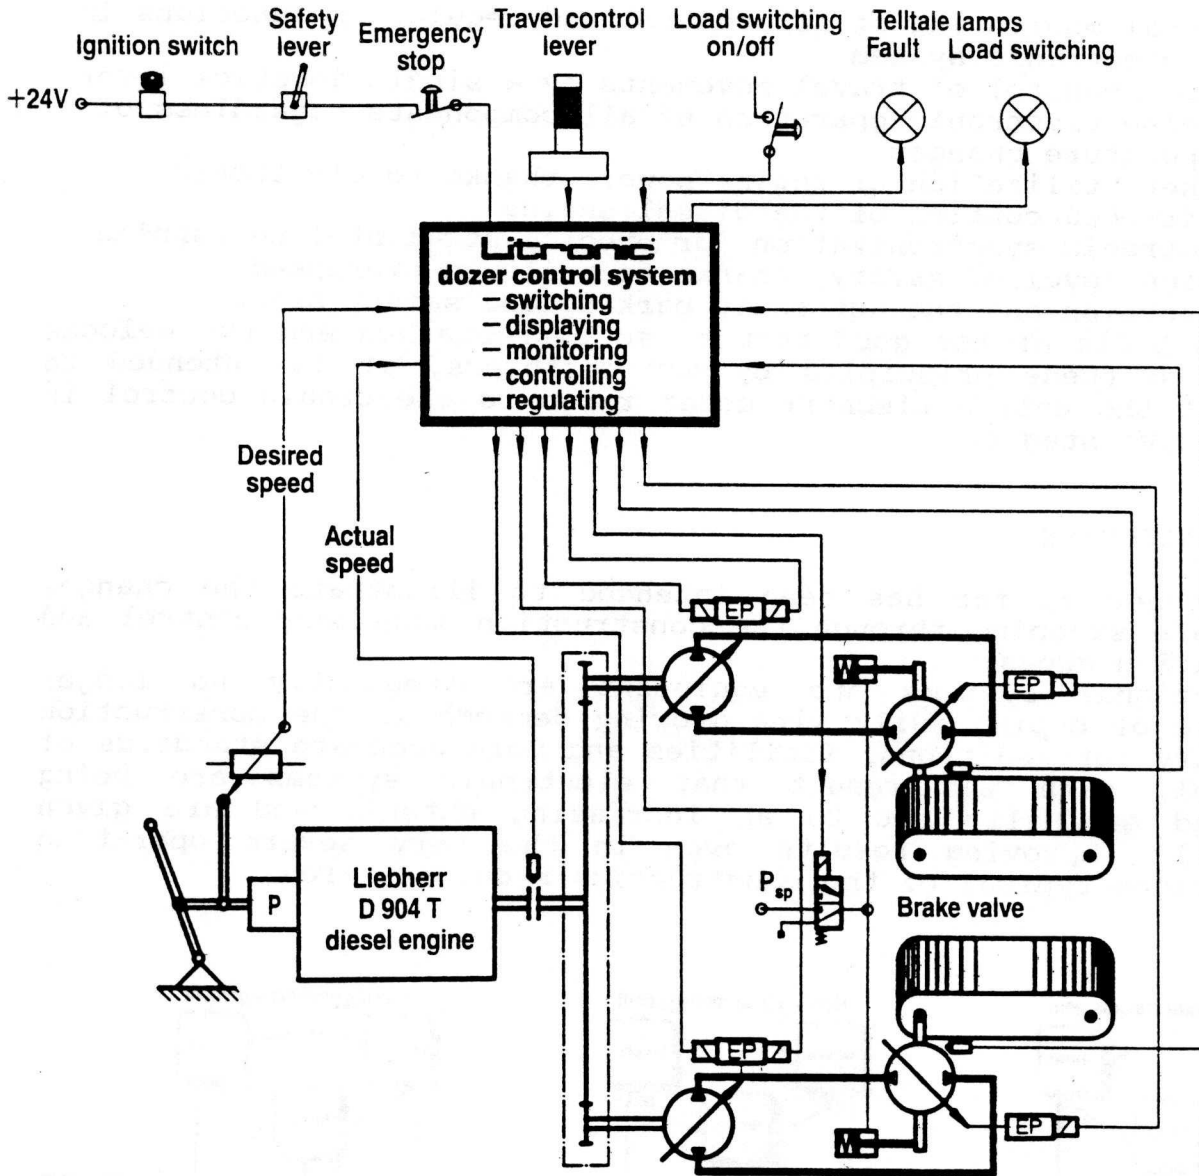 Ignition switch
Safety
lever
Emergency
stop
Travel control
lever
Load switching
on/off
Telltale lamps
Fault
Load switching
+24V
Litronic
dozer control system
– switching
– displaying
– monitoring
– controlling
– regulating
Desired
speed
Actual
speed
EP
EP
P
Liebherr
D 904 T
diesel engine
Psp
Brake valve
EP
EP